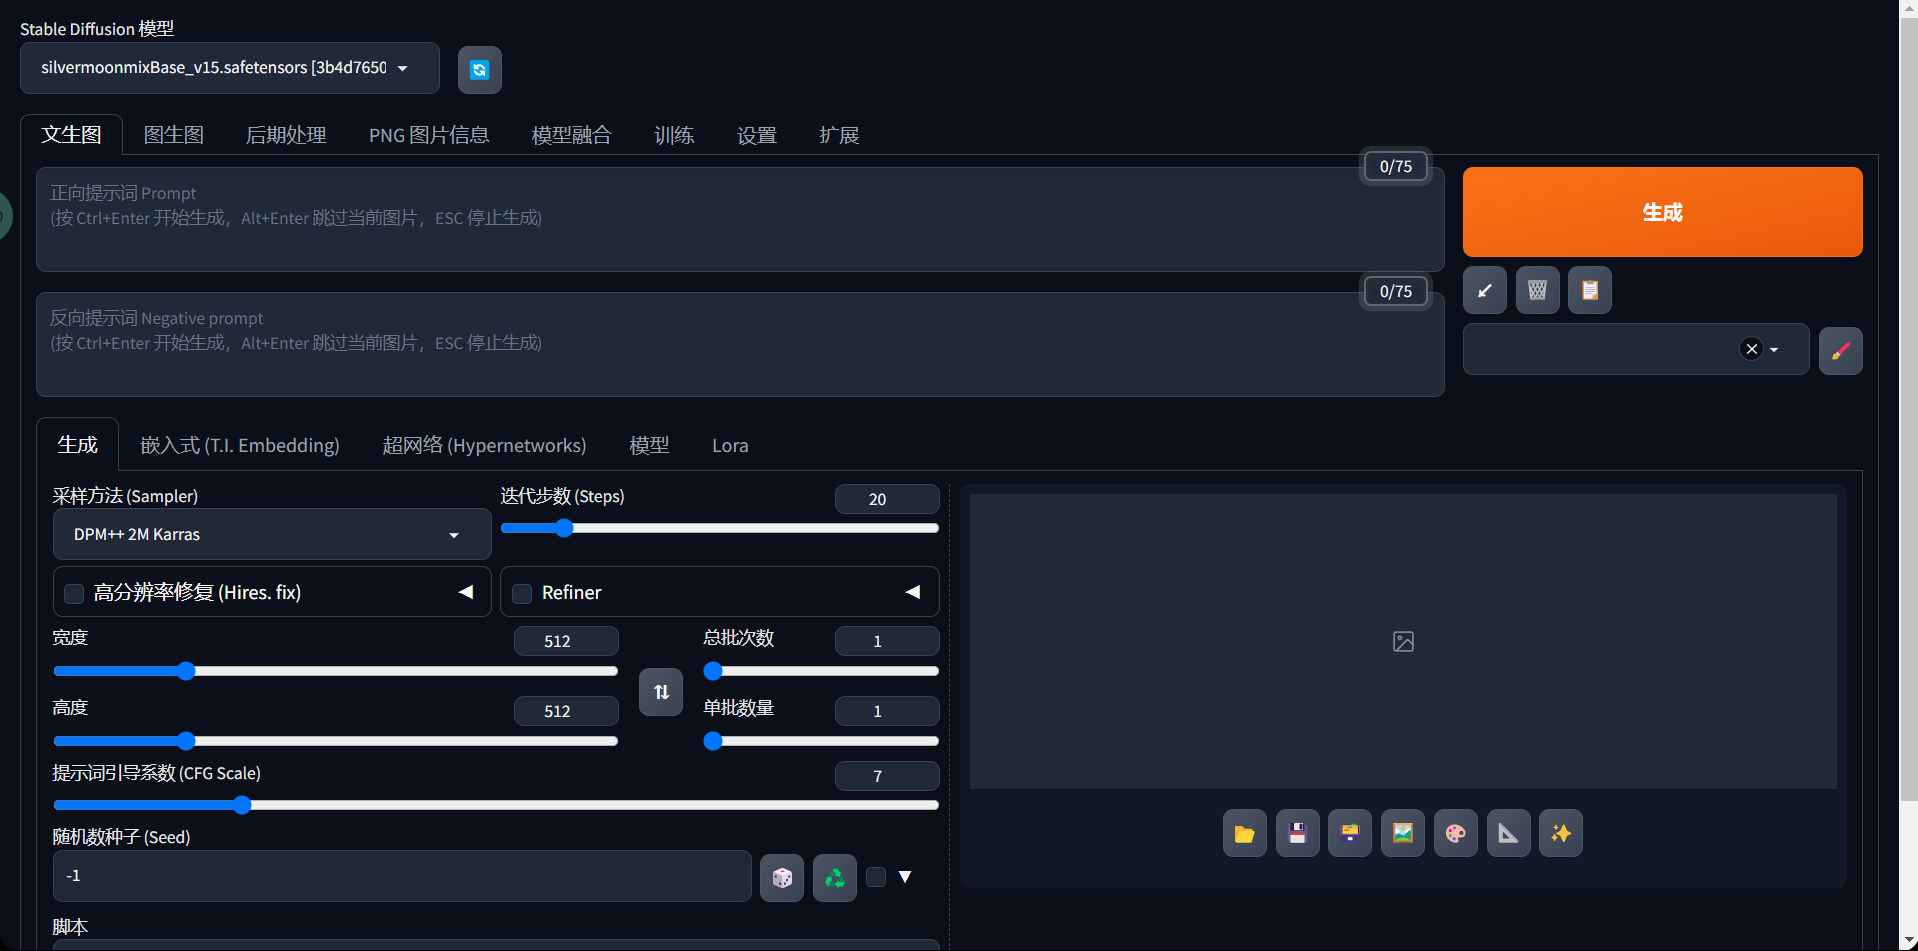 Stable Diffusion 模型
silvermoonmixBase_v15.safetensors [3b4d7650
文生图 图生图 后期处理 PNG 图片信息 模型融合 训练 设置 扩展
0/75
正向提示词 Prompt
(按 Ctrl+Enter 开始生成，Alt+Enter 跳过当前图片，ESC 停止生成)
生成
0/75
反向提示词 Negative prompt
(按 Ctrl+Enter 开始生成，Alt+Enter 跳过当前图片，ESC 停止生成)
生成 嵌入式 (T.I. Embedding) 超网络 (Hypernetworks) 模型 Lora
采样方法 (Sampler)
DPM++ 2M Karras
迭代步数 (Steps)
20
高分辨率修复 (Hires. fix)
Refiner
宽度
512
总批次数
1
高度
512
单批数量
1
提示词引导系数 (CFG Scale)
7
随机数种子 (Seed)
-1
脚本